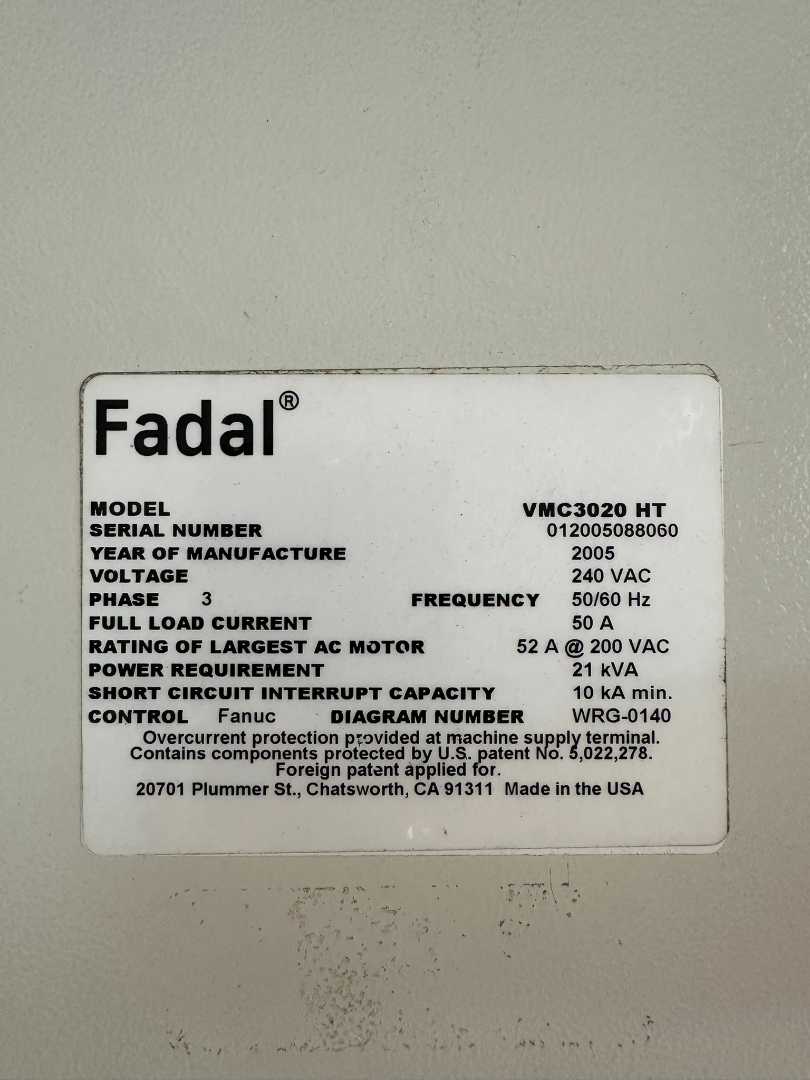 Fadal®
MODEL VMC3020 HT
SERIAL NUMBER 012005088060
YEAR OF MANUFACTURE 2005
VOLTAGE 240 VAC
PHASE 3 FREQUENCY 50/60 Hz
FULL LOAD CURRENT 50 A
RATING OF LARGEST AC MOTOR 52 A @ 200 VAC
POWER REQUIREMENT 21 kVA
SHORT CIRCUIT INTERRUPT CAPACITY 10 kA min.
CONTROL Fanuc DIAGRAM NUMBER WRG-0140
Overcurrent protection provided at machine supply terminal.
Contains components protected by U.S. patent No. 5,022,278.
Foreign patent applied for.
20701 Plummer St., Chatsworth, CA 91311 Made in the USA